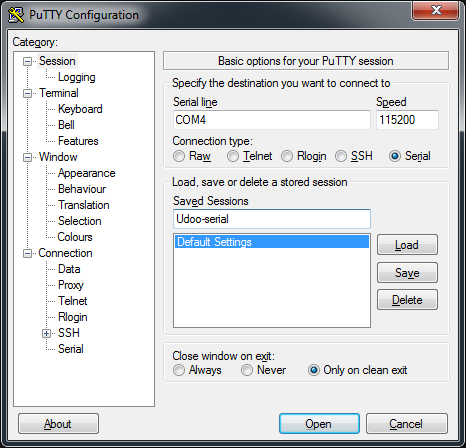 PuTTY Configuration
Category:
Session
Logging
Terminal
Keyboard
Bell
Features
Window
Appearance
Behaviour
Translation
Selection
Colours
Connection
Data
Proxy
Telnet
Rlogin
SSH
Serial
Basic options for your PuTTY session
Specify the destination you want to connect to
Serial line Speed
COM4 115200
Connection type:
Raw Telnet Rlogin SSH Serial
Load, save or delete a stored session
Saved Sessions
Udoo-serial
Default Settings
Load
Save
Delete
Close window on exit:
Always Never Only on clean exit
About Open Cancel